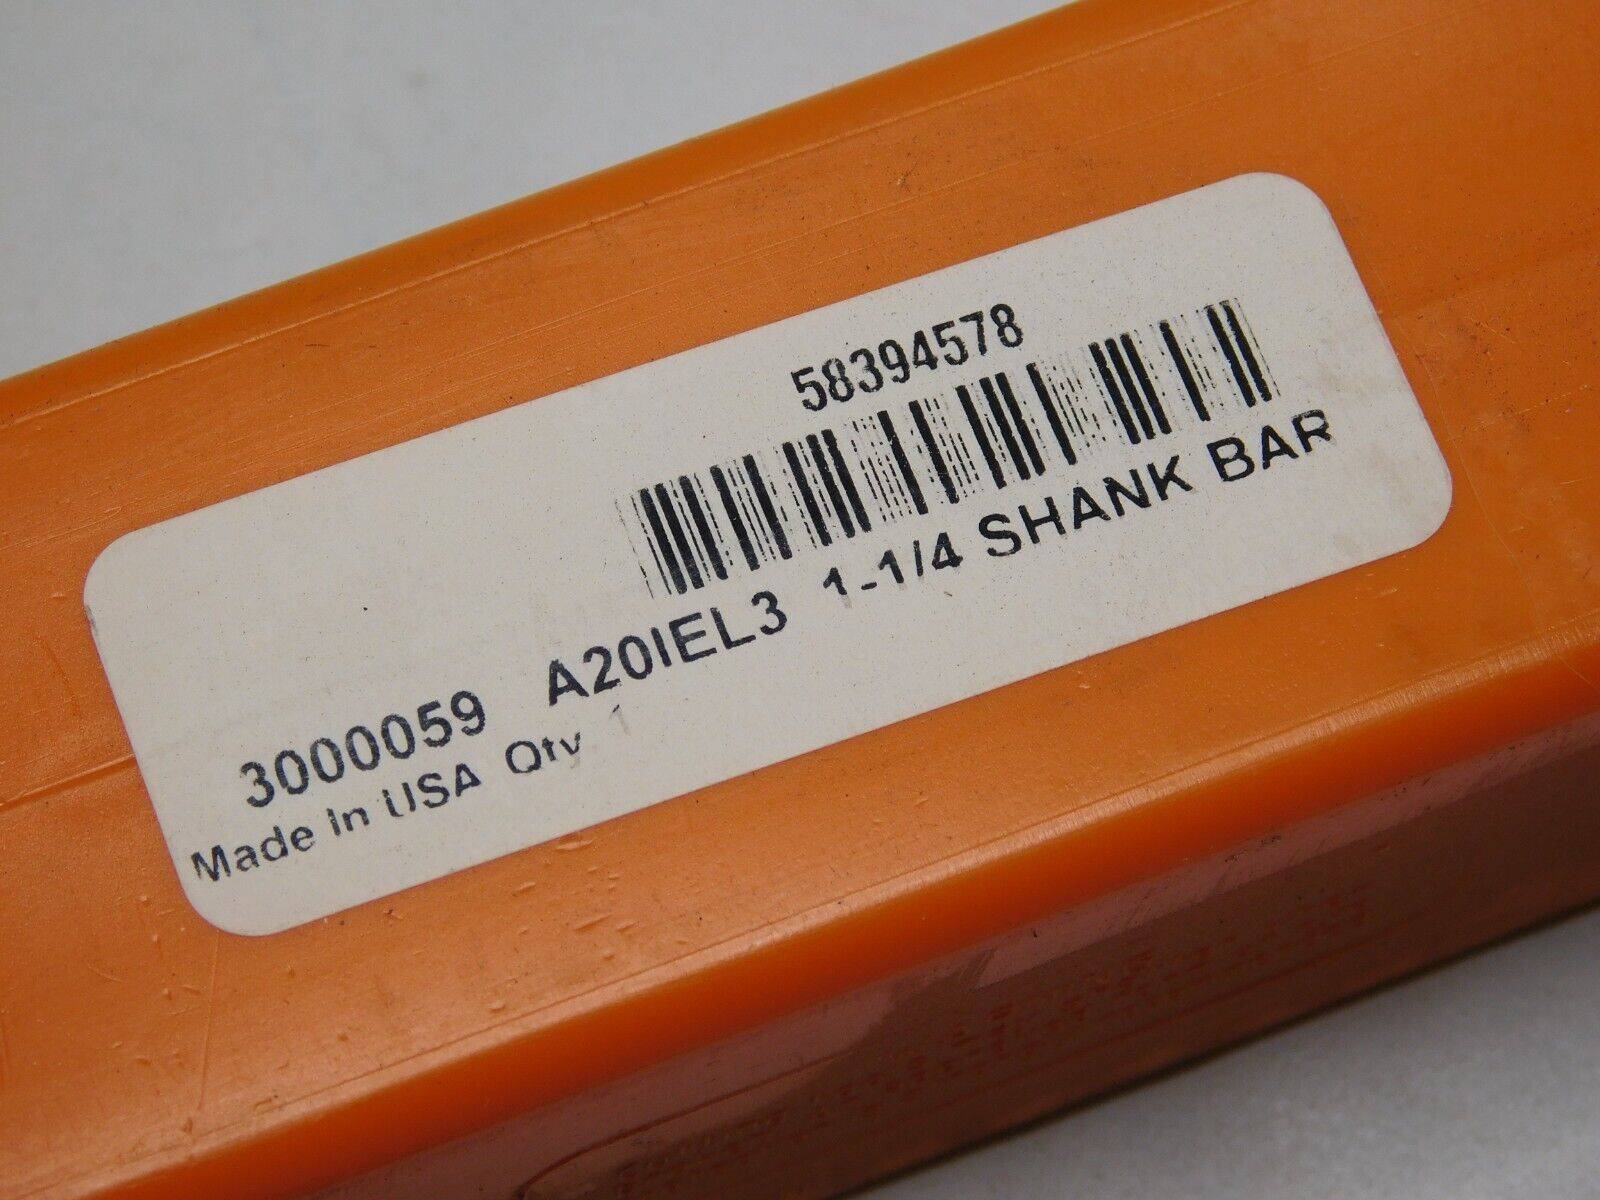 58394578
3000059 A20IEL3 1-1/4 SHANK BAR
Made In USA Qty 1